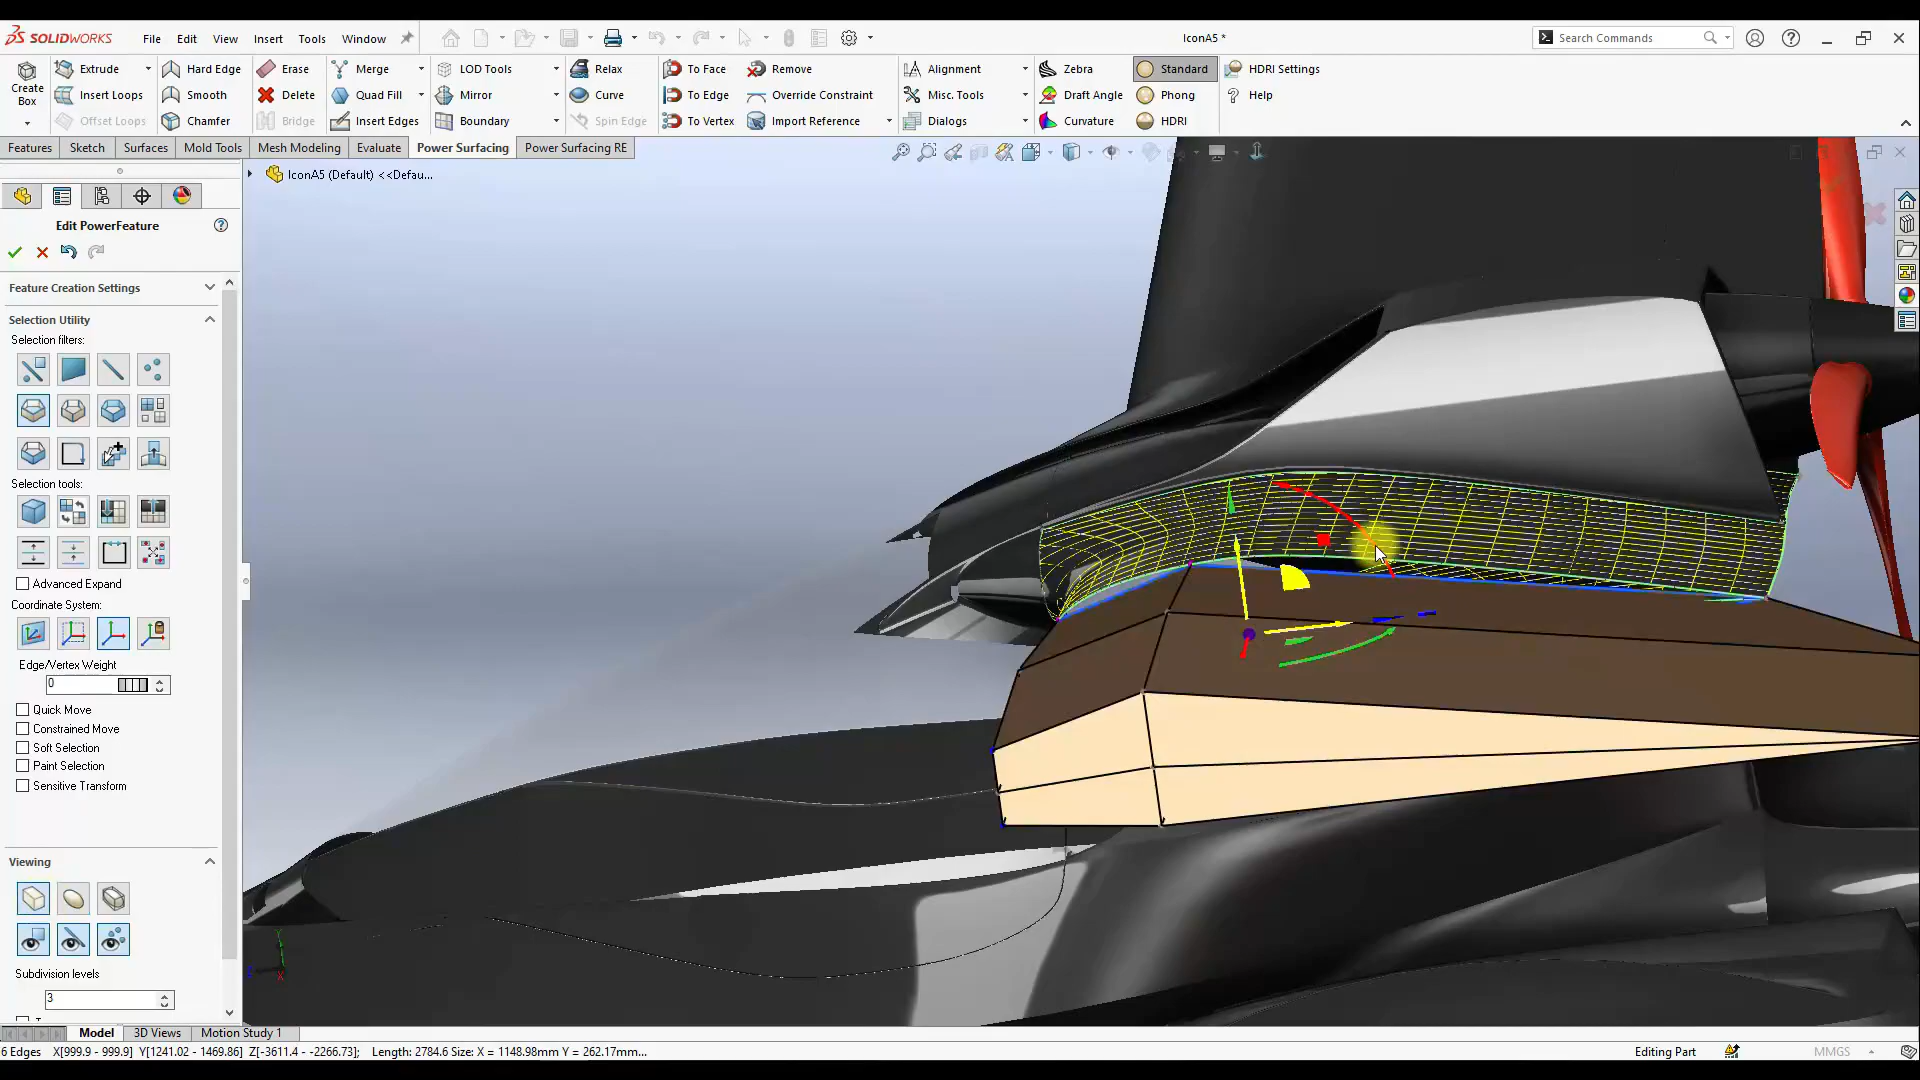 SOLIDWORKS File Edit View Insert Tools Window IconA5 * Search Commands
Create Box
Extrude Hard Edge Erase Merge LOD Tools Relax To Face Remove Alignment Zebra Standard HDRI Settings
Insert Loops Smooth Delete Quad Fill Mirror Curve To Edge Override Constraint Misc. Tools Draft Angle Phong Help
Offset Loops Chamfer Bridge Insert Edges Boundary Spin Edge To Vertex Import Reference Dialogs Curvature HDRI
Features Sketch Surfaces Mold Tools Mesh Modeling Evaluate Power Surfacing Power Surfacing RE
IconA5 (Default) <<Defau...
Edit PowerFeature
Feature Creation Settings
Selection Utility
Selection filters:
Selection tools:
Advanced Expand
Coordinate System:
Edge/Vertex Weight
0
Quick Move
Constrained Move
Soft Selection
Paint Selection
Sensitive Transform
Viewing
Subdivision levels
3
Model 3D Views Motion Study 1
6 Edges X[999.9 - 999.9] Y[1241.02 - 1469.86] Z[-3611.4 - -2266.73]; Length: 2784.6 Size: X = 1148.98mm Y = 262.17mm... Editing Part MMGS